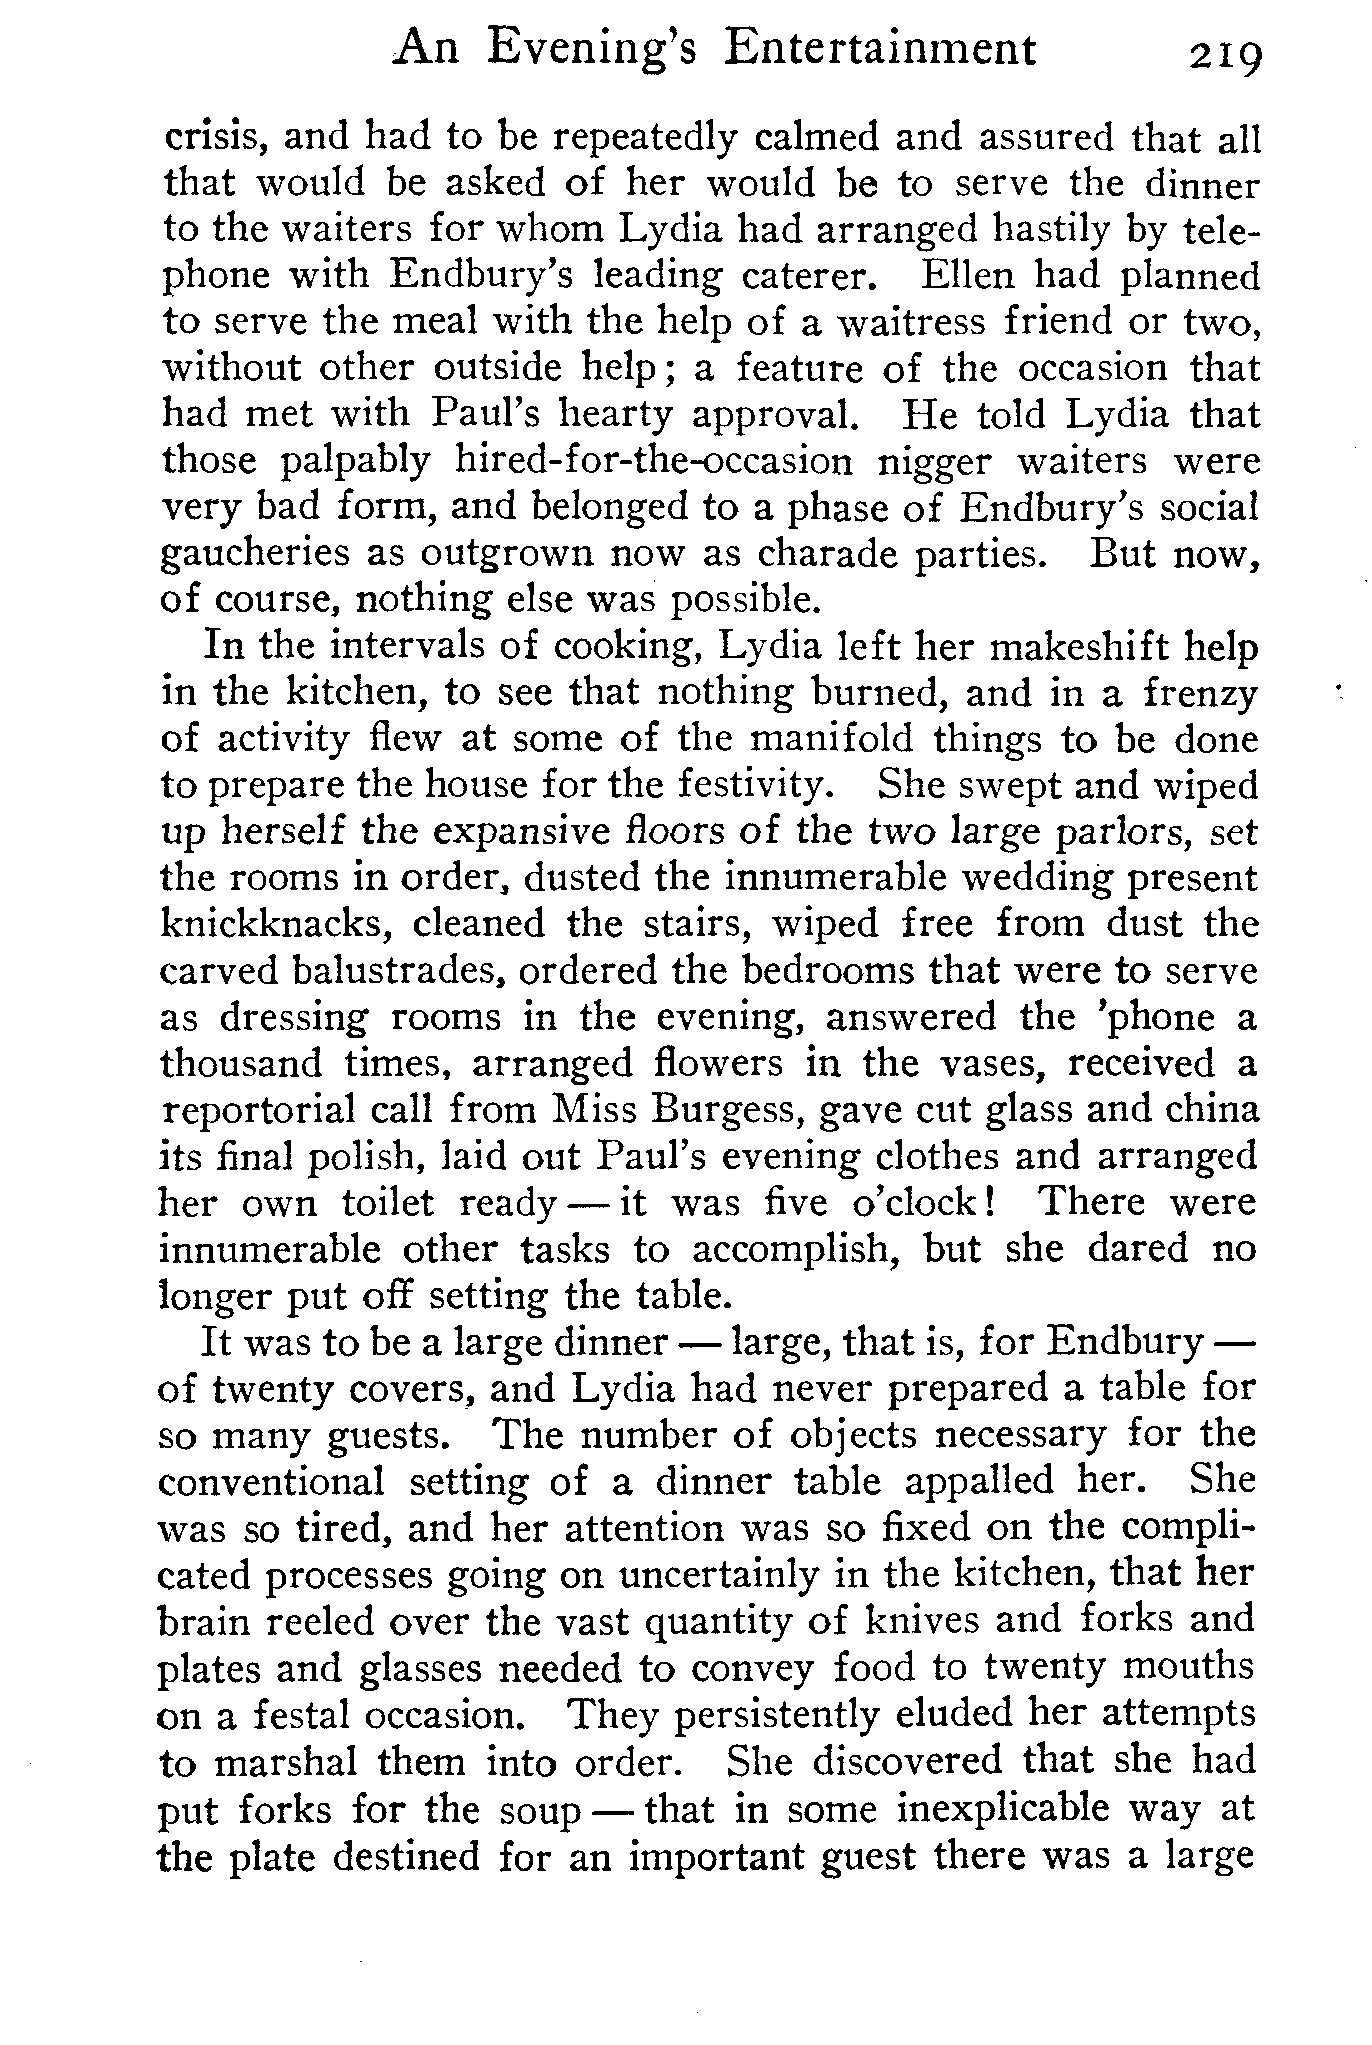 An Evening's Entertainment 219
crisis, and had to be repeatedly calmed and assured that all
that would be asked of her would be to serve the dinner
to the waiters for whom Lydia had arranged hastily by tele-
phone with Endbury's leading caterer. Ellen had planned
to serve the meal with the help of a waitress friend or two,
without other outside help; a feature of the occasion that
had met with Paul's hearty approval. He told Lydia that
those palpably hired-for-the-occasion nigger waiters were
very bad form, and belonged to a phase of Endbury's social
gaucheries as outgrown now as charade parties. But now,
of course, nothing else was possible.
In the intervals of cooking, Lydia left her makeshift help
in the kitchen, to see that nothing burned, and in a frenzy
of activity flew at some of the manifold things to be done
to prepare the house for the festivity. She swept and wiped
up herself the expansive floors of the two large parlors, set
the rooms in order, dusted the innumerable wedding present
knickknacks, cleaned the stairs, wiped free from dust the
carved balustrades, ordered the bedrooms that were to serve
as dressing rooms in the evening, answered the 'phone a
thousand times, arranged flowers in the vases, received a
reportorial call from Miss Burgess, gave cut glass and china
its final polish, laid out Paul's evening clothes and arranged
her own toilet ready — it was five o'clock! There were
innumerable other tasks to accomplish, but she dared no
longer put off setting the table.
It was to be a large dinner — large, that is, for Endbury —
of twenty covers, and Lydia had never prepared a table for
so many guests. The number of objects necessary for the
conventional setting of a dinner table appalled her. She
was so tired, and her attention was so fixed on the compli-
cated processes going on uncertainly in the kitchen, that her
brain reeled over the vast quantity of knives and forks and
plates and glasses needed to convey food to twenty mouths
on a festal occasion. They persistently eluded her attempts
to marshal them into order. She discovered that she had
put forks for the soup — that in some inexplicable way at
the plate destined for an important guest there was a large